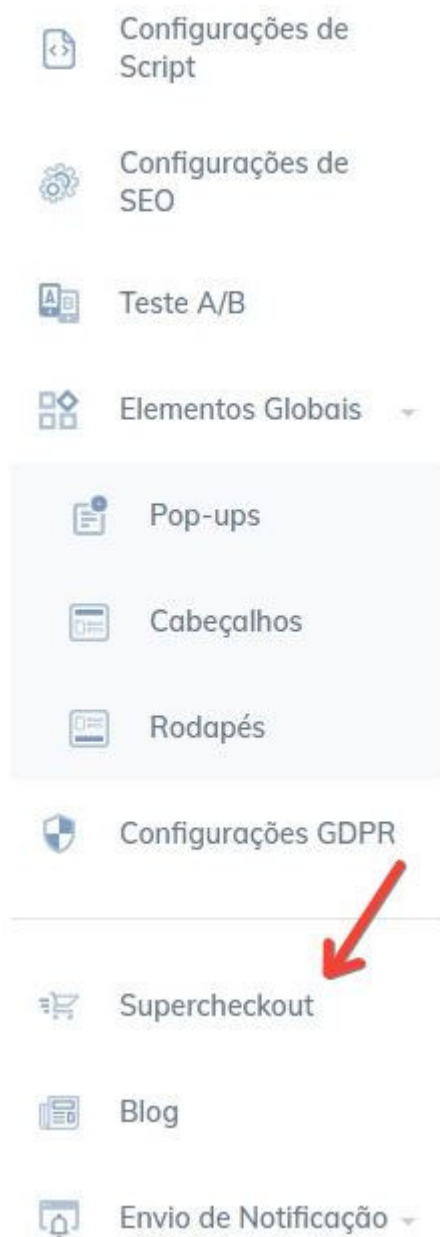 Configurações de
Script
Configurações de
SEO
Teste A/B
Elementos Globais
Pop-ups
Cabeçalhos
Rodapés
Configurações GDPR
Supercheckout
Blog
Envio de Notificação